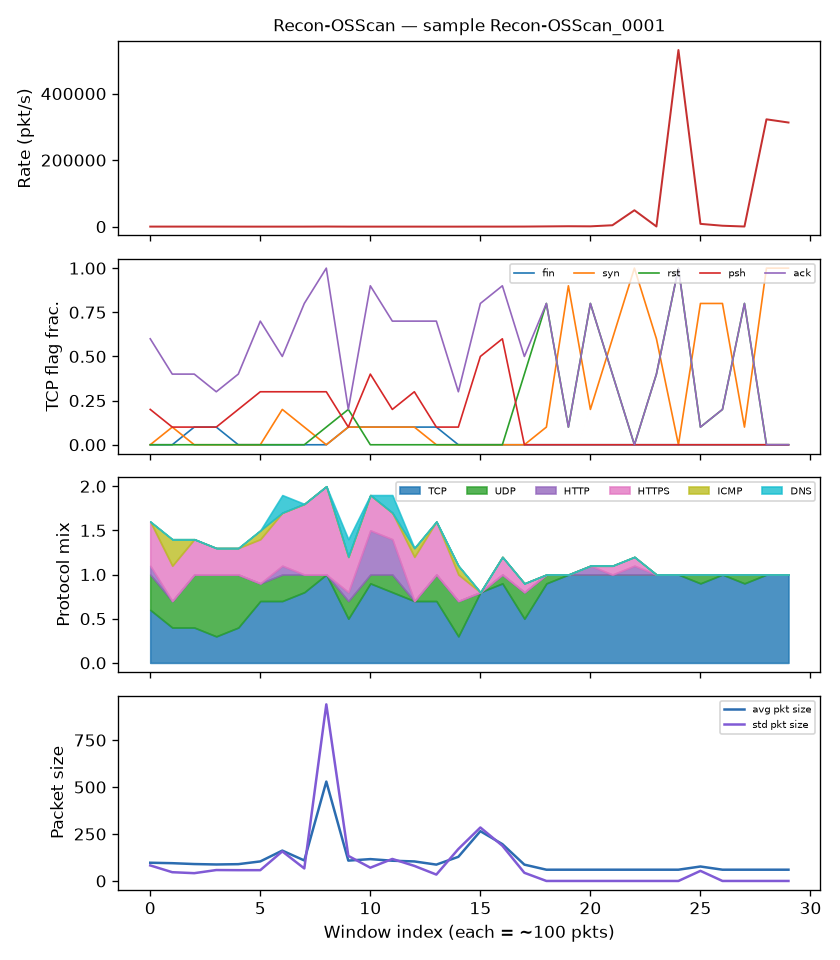 Recon-OSScan — sample Recon-OSScan_0001
Rate (pkt/s)
400000
200000
0
TCP flag frac.
1.00
0.75
0.50
0.25
0.00
fin syn rst psh ack
Protocol mix
2.0
1.5
1.0
0.5
0.0
TCP UDP HTTP HTTPS ICMP DNS
Packet size
750
500
250
0
avg pkt size
std pkt size
0 5 10 15 20 25 30
Window index (each = ~100 pkts)